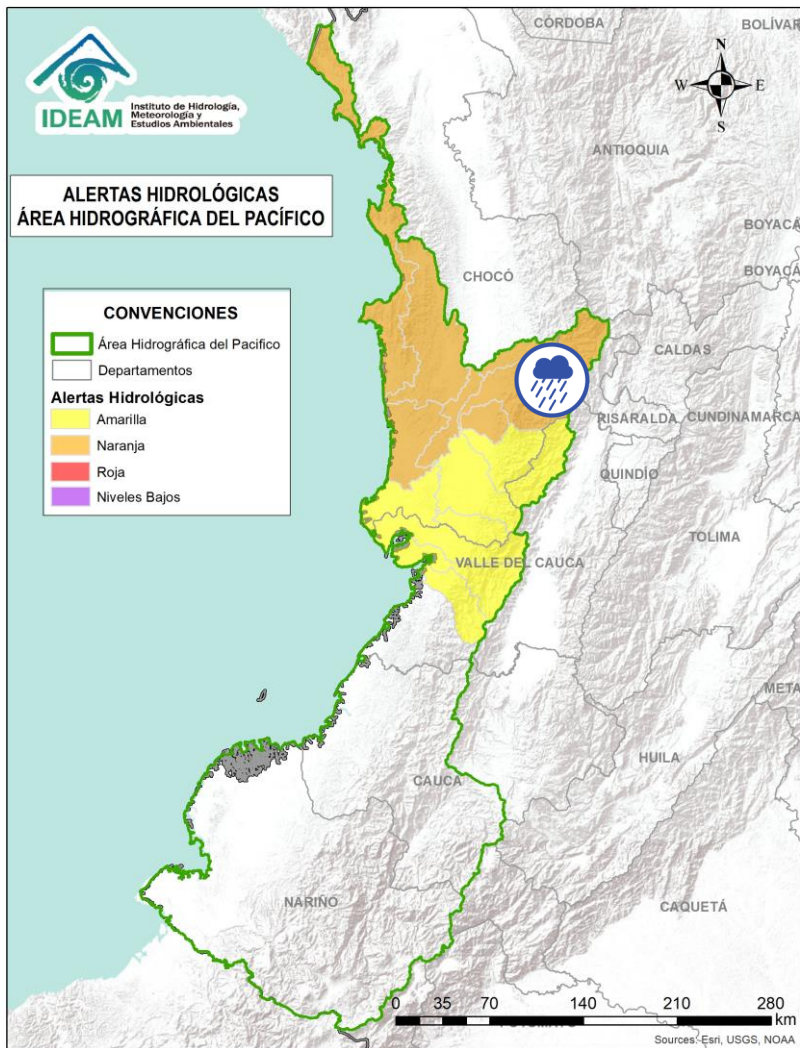 CÓRDOBA
BOLÍVAR
N
W
E
S
IDEAM
Instituto de Hidrología,
Meteorología y
Estudios Ambientales
ANTIOQUIA
ALERTAS HIDROLÓGICAS
ÁREA HIDROGRÁFICA DEL PACÍFICO
BOYACÁ
BOYACÁ
CHOCÓ
CONVENCIONES
Área Hidrográfica del Pacifico
Departamentos
Alertas Hidrológicas
Amarilla
Naranja
Roja
Niveles Bajos
CALDAS
RISARALDA
CUNDINAMARCA
QUINDÍO
TOLIMA
VALLE DEL CAUCA
META
HUILA
CAUCA
NARIÑO
CAQUETÁ
0 35 70 140 210 280
km
Sources: Esri, USGS, NOAA